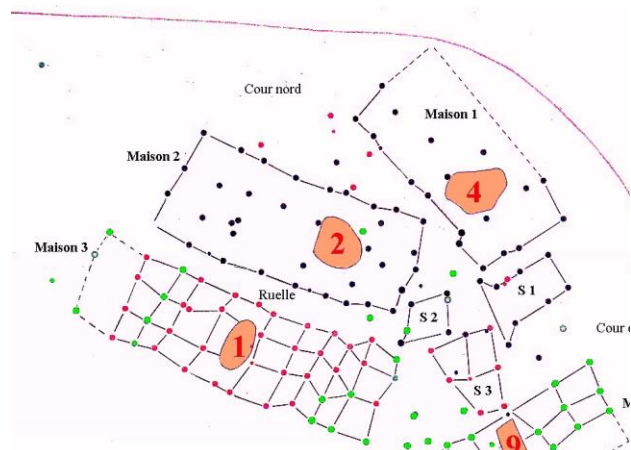 Cour nord
Maison 1
Maison 2
4
Maison 3
2
Ruelle
S 1
S 2
1
Cour
S 3
M
9